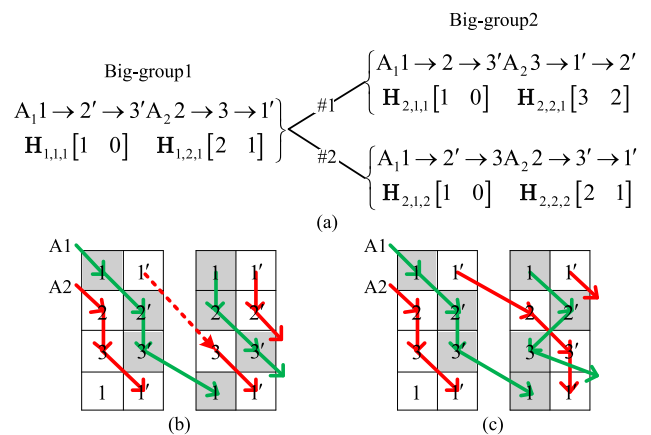 Big-group2
Big-group1
A₁1 → 2 → 3′A₂3 → 1′ → 2′
H₂,₁,₁[1 0] H₂,₂,₁[3 2]
#1
A₁1 → 2′ → 3′A₂2 → 3 → 1′
H₁,₁,₁[1 0] H₁,₂,₁[2 1]
#2
A₁1 → 2′ → 3A₂2 → 3′ → 1′
H₂,₁,₂[1 0] H₂,₂,₂[2 1]
(a)
A1
1 1′ 1 1′
A2
2 2′ 2 2′
3 3′ 3 3′
1 1′ 1 1′
(b)
A1
1 1′ 1 1′
A2
2 2′ 2 2′
3 3′ 3 3′
1 1′ 1 1′
(c)